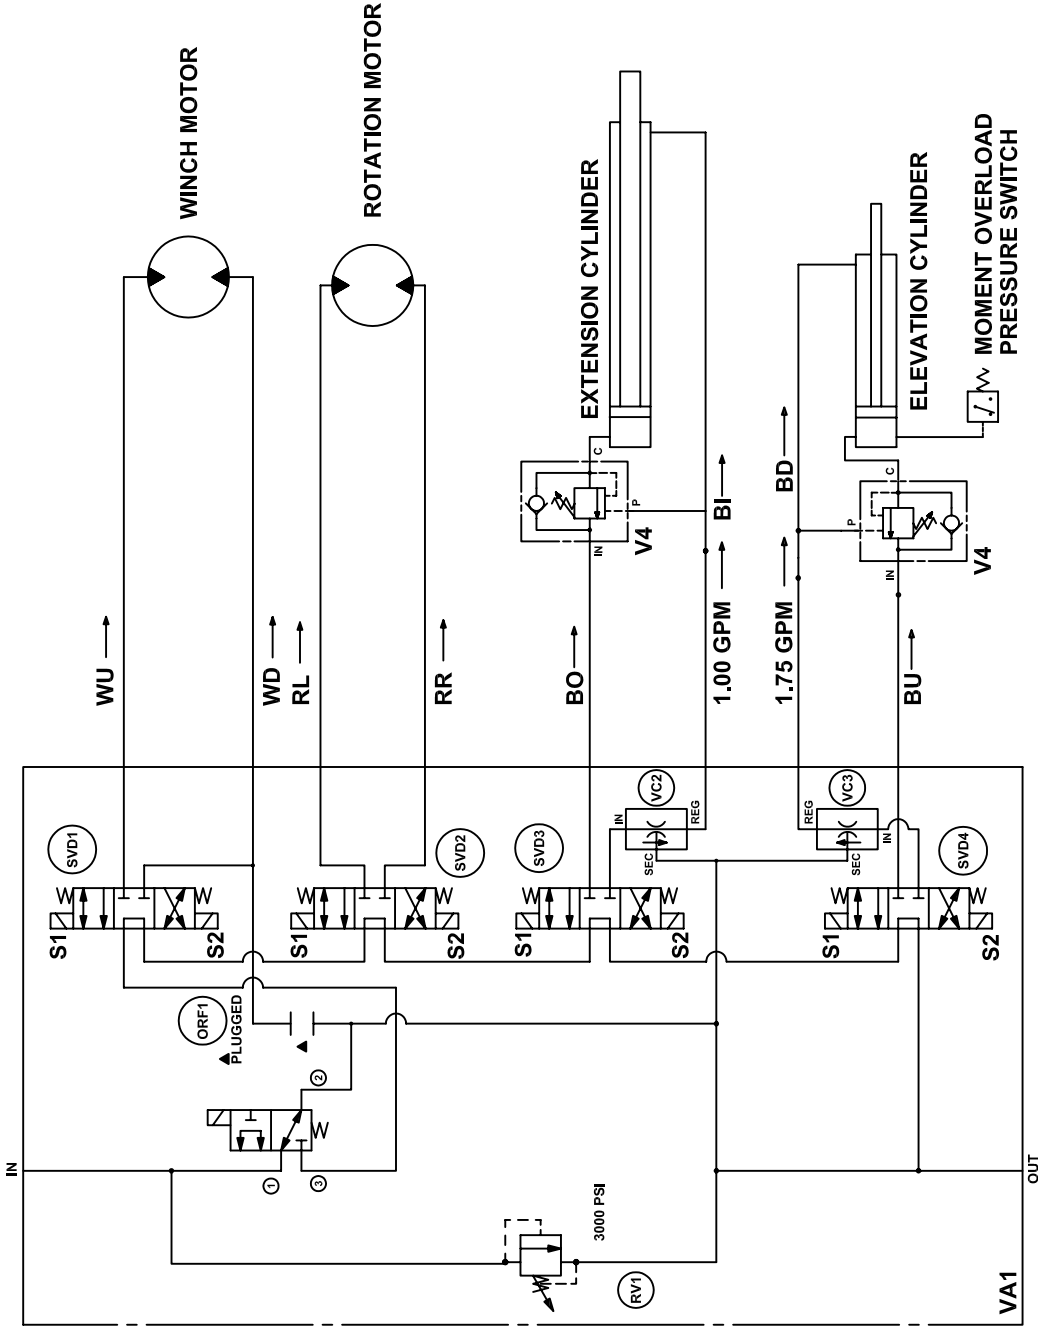 WINCH MOTOR
ROTATION MOTOR
EXTENSION CYLINDER
ELEVATION CYLINDER
MOMENT OVERLOAD
PRESSURE SWITCH
C
P
IN
V4
C
P
IN
V4
WU
WD
RL
RR
BO
BI
1.00 GPM
BD
1.75 GPM
BU
SVD1
S1
S2
SVD2
S1
S2
SVD3
S1
S2
VC2
IN
REG
SEC
VC3
REG
IN
SEC
SVD4
S1
S2
ORF1
PLUGGED
2
1
3
IN
OUT
3000 PSI
RV1
VA1